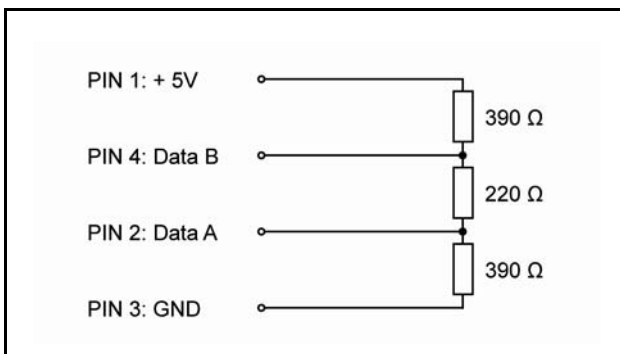 PIN 1: + 5V
390 Ω
PIN 4: Data B
220 Ω
PIN 2: Data A
390 Ω
PIN 3: GND